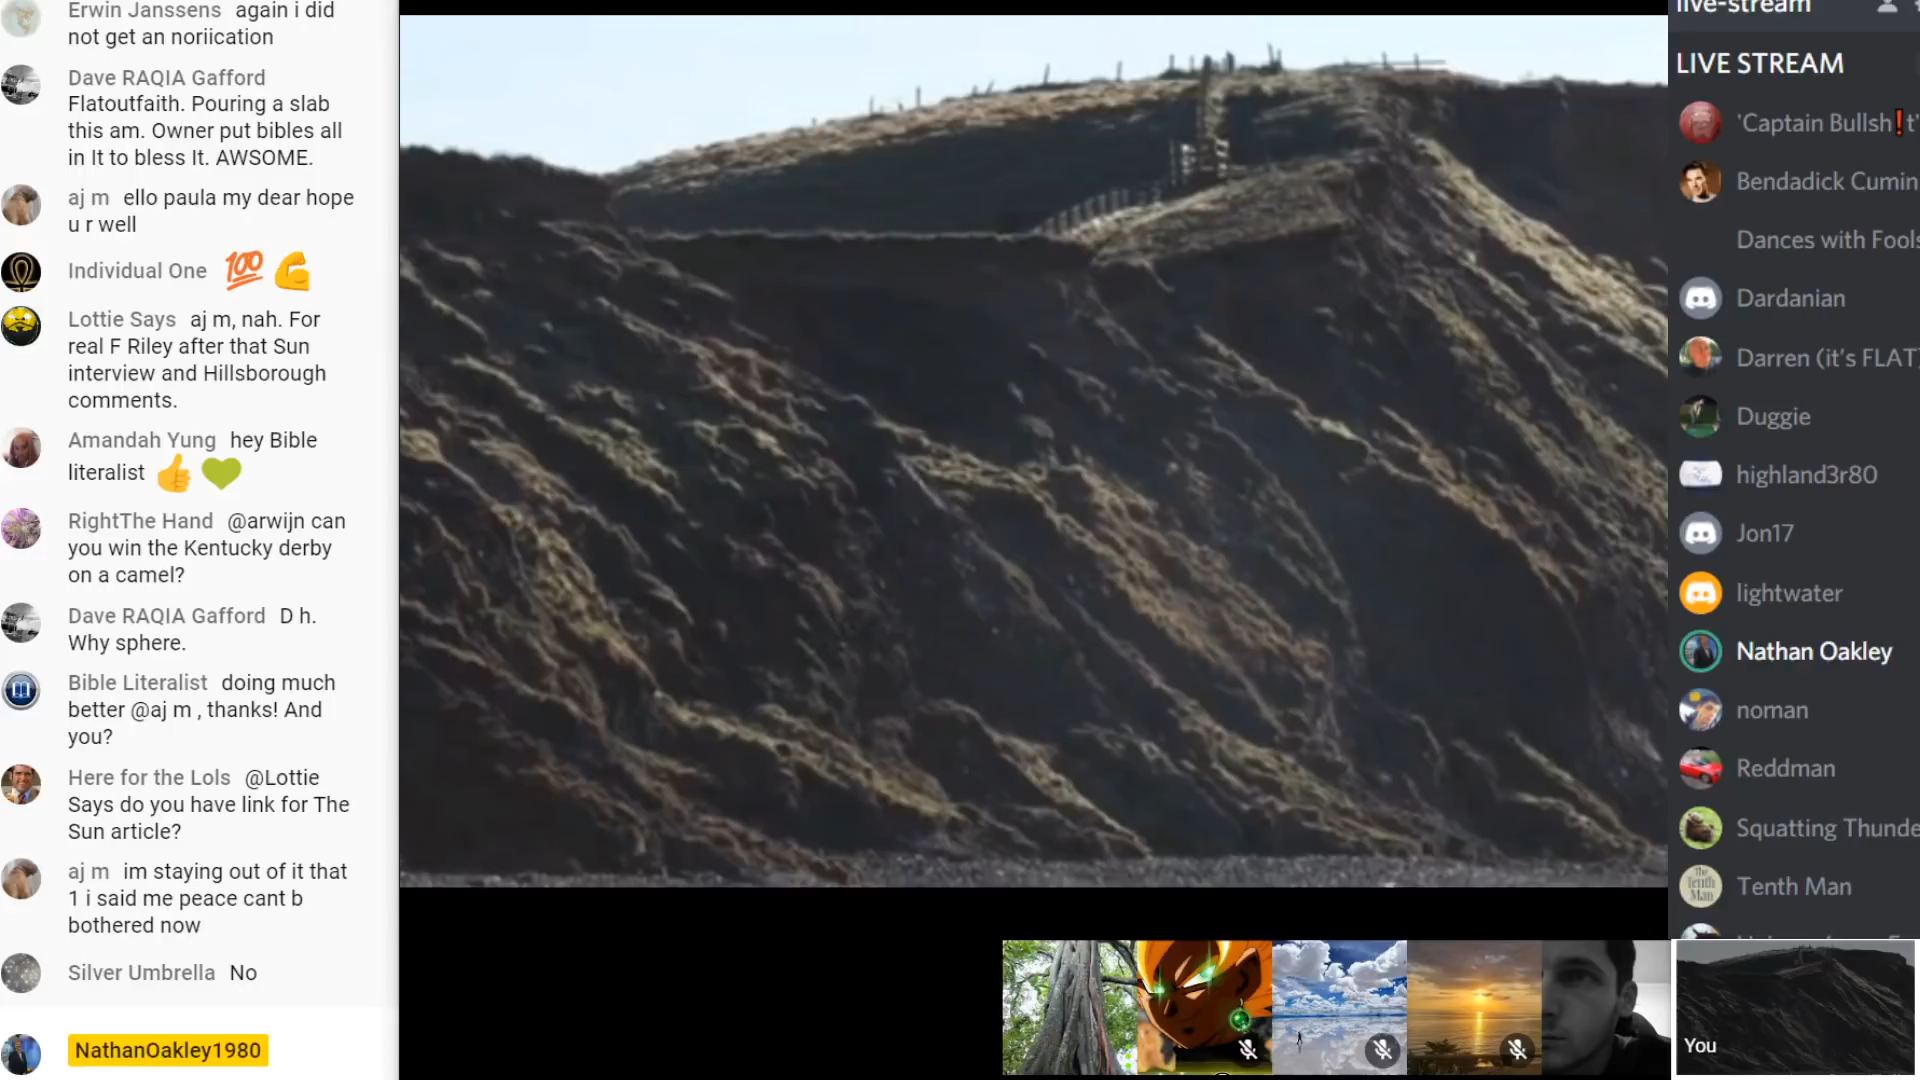 Erwin Janssens again i did
not get an noriication
Dave RAQIA Gafford
Flatoutfaith. Pouring a slab
this am. Owner put bibles all
in It to bless It. AWSOME.
aj m ello paula my dear hope
u r well
Individual One 💯 💪
Lottie Says aj m, nah. For
real F Riley after that Sun
interview and Hillsborough
comments.
Amandah Yung hey Bible
literalist 👍 💚
RightThe Hand @arwijn can
you win the Kentucky derby
on a camel?
Dave RAQIA Gafford D h.
Why sphere.
Bible Literalist doing much
better @aj m , thanks! And
you?
Here for the Lols @Lottie
Says do you have link for The
Sun article?
aj m im staying out of it that
1 i said me peace cant b
bothered now
Silver Umbrella No
NathanOakley1980
live-stream
LIVE STREAM
'Captain Bullsh❗t'
Bendadick Cumin
Dances with Fools
Dardanian
Darren (it's FLAT)
Duggie
highland3r80
Jon17
lightwater
Nathan Oakley
noman
Reddman
Squatting Thunde
The Tenth Man
Tenth Man
You